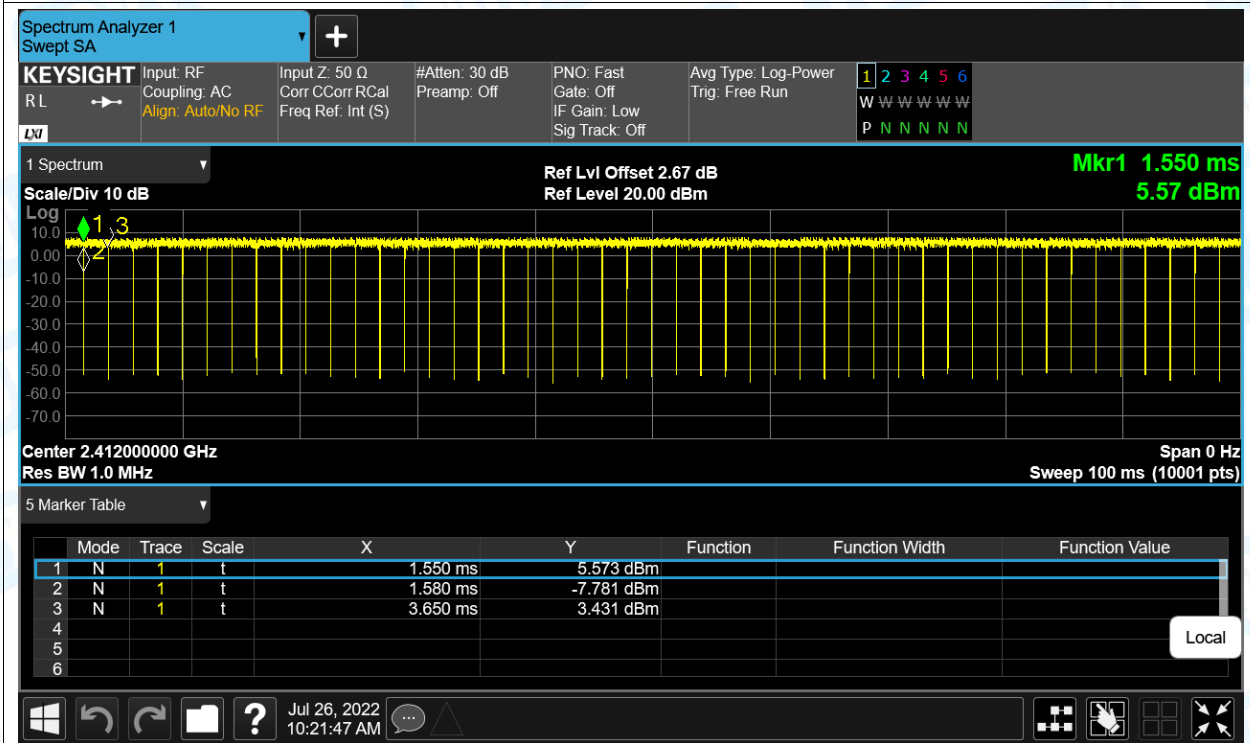 Spectrum Analyzer 1
Swept SA
KEYSIGHT
RL
LXI
Input: RF
Coupling: AC
Align: Auto/No RF
Input Z: 50 Ω
Corr CCorr RCal
Freq Ref: Int (S)
#Atten: 30 dB
Preamp: Off
PNO: Fast
Gate: Off
IF Gain: Low
Sig Track: Off
Avg Type: Log-Power
Trig: Free Run
1 2 3 4 5 6
W W W W W W
P N N N N N
1 Spectrum
Scale/Div 10 dB
Ref Lvl Offset 2.67 dB
Ref Level 20.00 dBm
Mkr1 1.550 ms
5.57 dBm
Log
1 3
2
10.0
0.00
-10.0
-20.0
-30.0
-40.0
-50.0
-60.0
-70.0
Center 2.412000000 GHz
Span 0 Hz
Res BW 1.0 MHz
Sweep 100 ms (10001 pts)
5 Marker Table
Mode Trace Scale X Y Function Function Width Function Value
1 N 1 t 1.550 ms 5.573 dBm
2 N 1 t 1.580 ms -7.781 dBm
3 N 1 t 3.650 ms 3.431 dBm
4
5
6
Local
?
Jul 26, 2022
10:21:47 AM